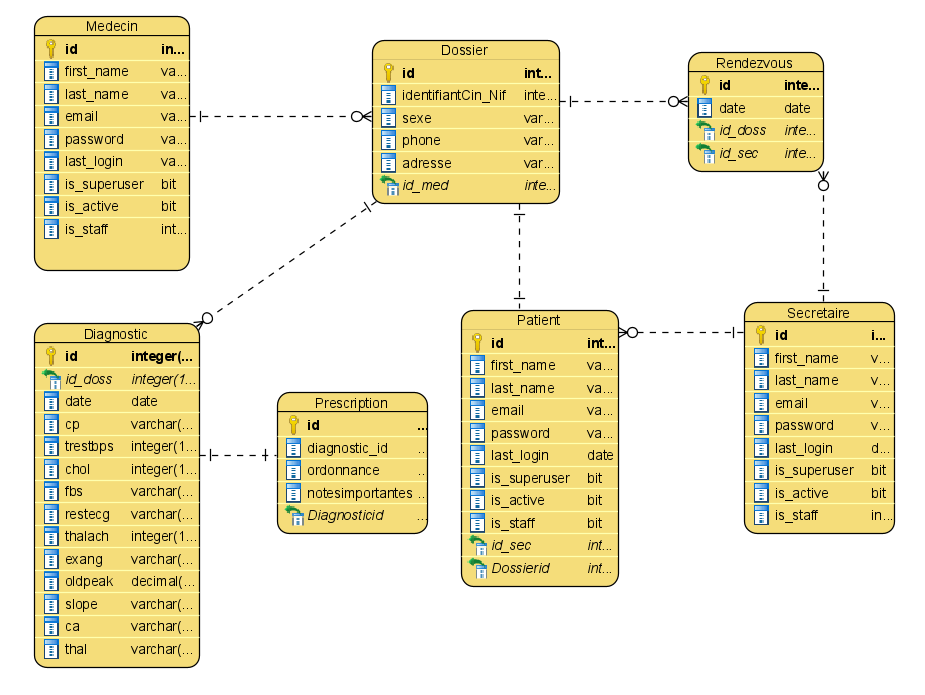 Medecin
id in...
first_name va...
last_name va...
email va...
password va...
last_login va...
is_superuser bit
is_active bit
is_staff int...
Dossier
id int...
identifiantCin_Nif inte...
sexe var...
phone var...
adresse var...
id_med inte...
Rendezvous
id inte...
date date
id_doss inte...
id_sec inte...
Diagnostic
id integer(...
id_doss integer(1...
date date
cp varchar(...
trestbps integer(1...
chol integer(1...
fbs varchar(...
restecg varchar(...
thalach integer(1...
exang varchar(...
oldpeak decimal(...
slope varchar(...
ca varchar(...
thal varchar(...
Prescription
id ...
diagnostic_id ..
ordonnance ..
notesimportantes ..
Diagnosticid ...
Patient
id int...
first_name va...
last_name va...
email va...
password va...
last_login date
is_superuser bit
is_active bit
is_staff bit
id_sec int...
Dossierid int...
Secretaire
id i...
first_name v...
last_name v...
email v...
password v...
last_login d...
is_superuser bit
is_active bit
is_staff in...